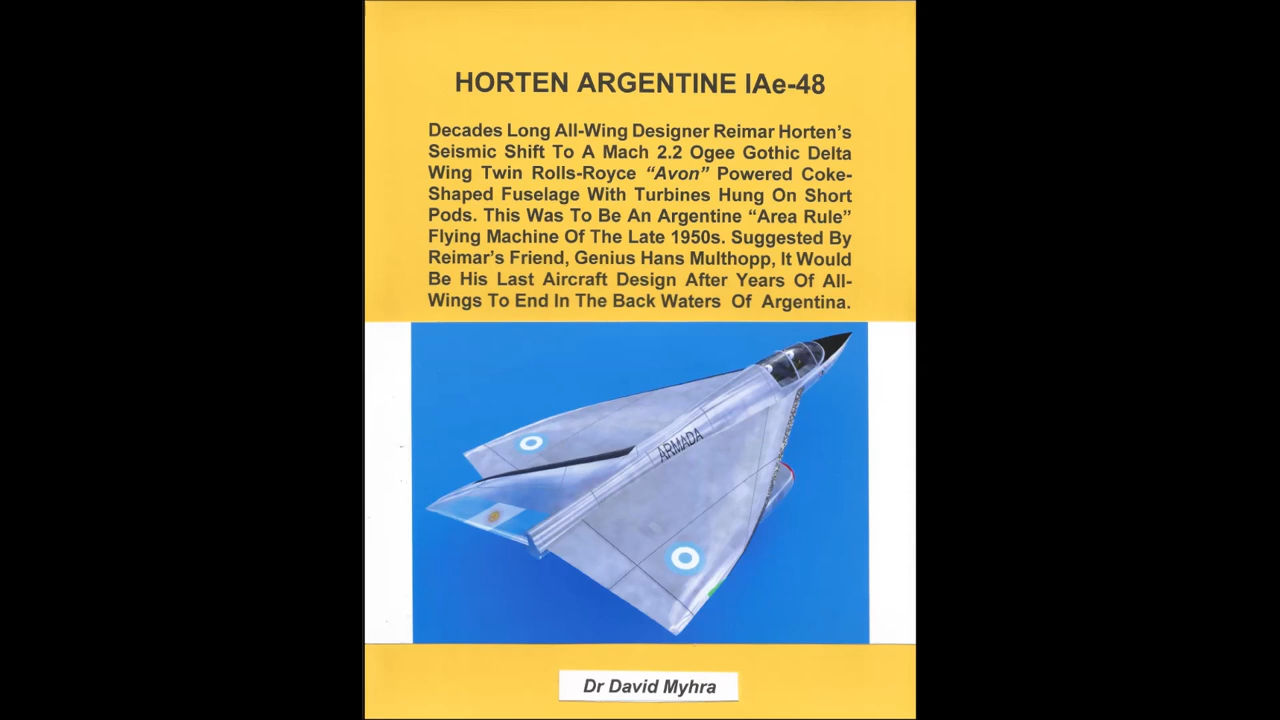 HORTEN ARGENTINE IAe-48
Decades Long All-Wing Designer Reimar Horten's
Seismic Shift To A Mach 2.2 Ogee Gothic Delta
Wing Twin Rolls-Royce “Avon” Powered Coke-
Shaped Fuselage With Turbines Hung On Short
Pods. This Was To Be An Argentine “Area Rule”
Flying Machine Of The Late 1950s. Suggested By
Reimar's Friend, Genius Hans Multhopp, It Would
Be His Last Aircraft Design After Years Of All-
Wings To End In The Back Waters Of Argentina.
ARMADA
Dr David Myhra